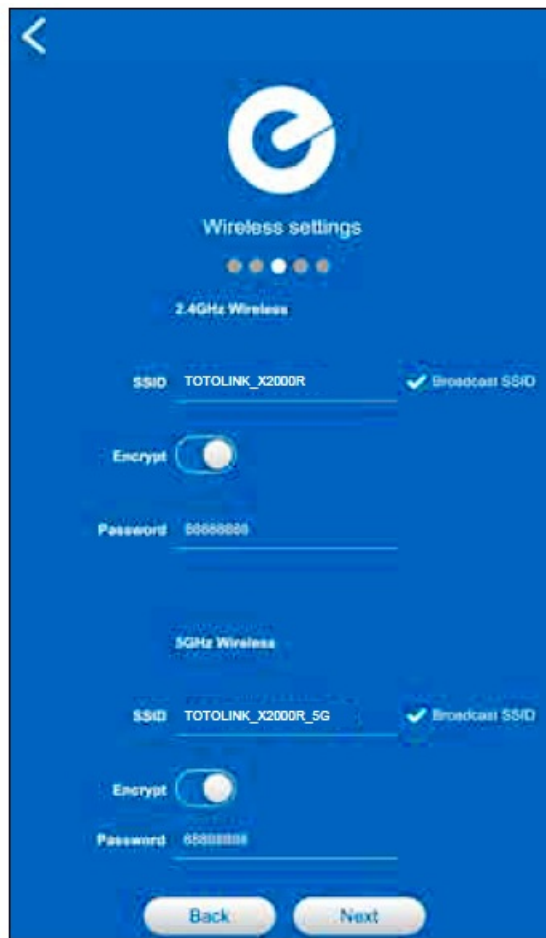 Wireless settings
2.4GHz Wireless
SSID TOTOLINK_X2000R Broadcast SSID
Encrypt
Password
5GHz Wireless
SSID TOTOLINK_X2000R_5G Broadcast SSID
Encrypt
Password
Back Next